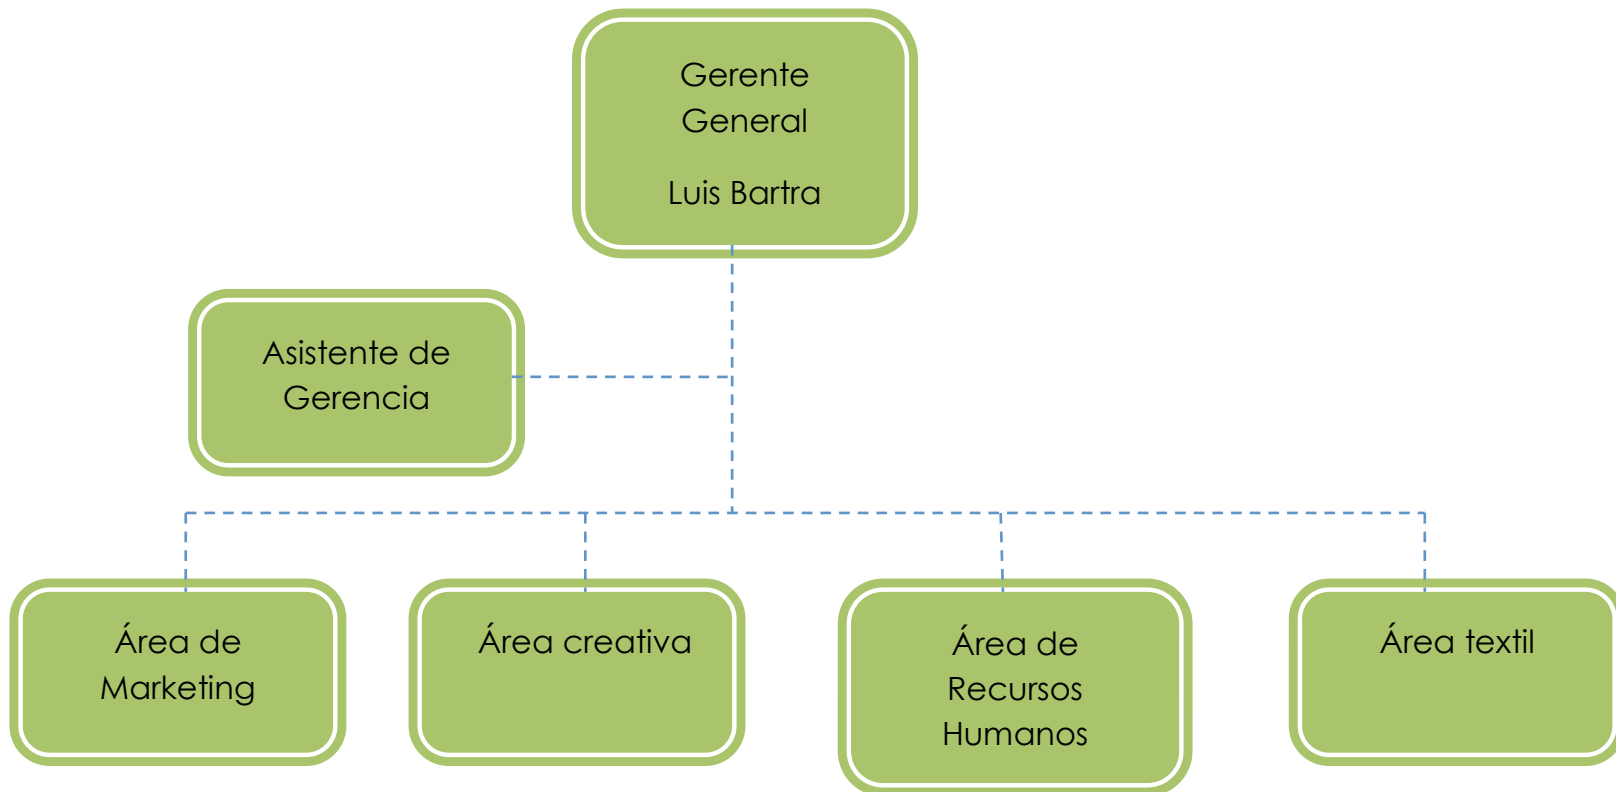 Gerente
General
Luis Bartra
Asistente de
Gerencia
Área de
Marketing
Área creativa
Área de
Recursos
Humanos
Área textil